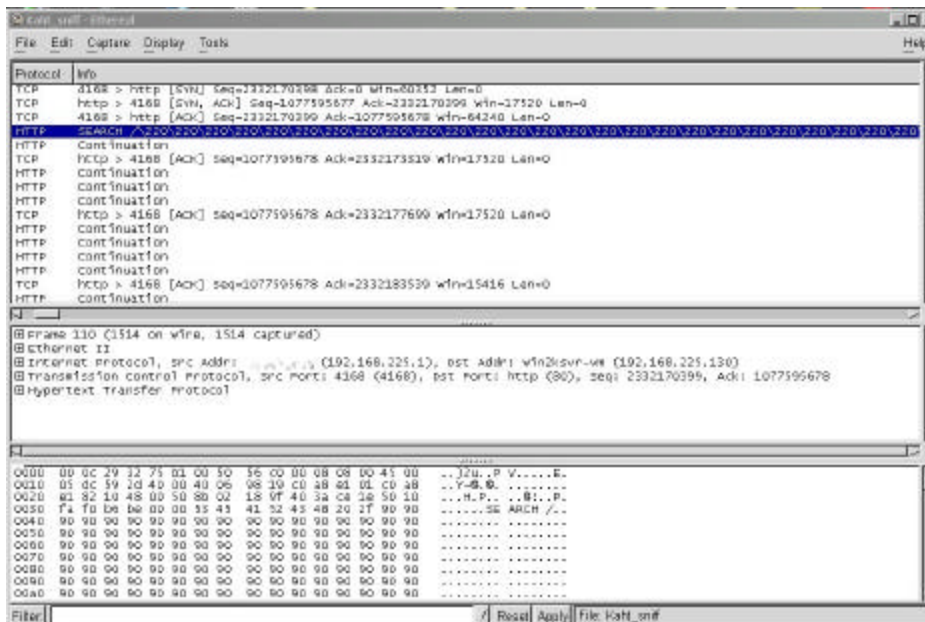 Kaht_sniff - Ethereal
File Edit Capture Display Tools Help
Protocol Info
TCP 4168 > http [SYN] Seq=2332170398 Ack=0 Win=60352 Len=0
TCP http > 4168 [SYN, ACK] Seq=1077595677 Ack=2332170399 Win=17520 Len=0
TCP 4168 > http [ACK] Seq=2332170399 Ack=1077595678 Win=64240 Len=0
HTTP SEARCH /\220\220\220\220\220\220\220\220\220\220\220\220\220\220\220\220\220\220\220\220\220\220\220\220\220\220\220\220
HTTP Continuation
TCP http > 4168 [ACK] Seq=1077595678 Ack=2332173319 Win=17520 Len=0
HTTP Continuation
HTTP Continuation
HTTP Continuation
TCP http > 4168 [ACK] Seq=1077595678 Ack=2332177699 Win=17520 Len=0
HTTP Continuation
HTTP Continuation
HTTP Continuation
HTTP Continuation
TCP http > 4168 [ACK] Seq=1077595678 Ack=2332183539 Win=15416 Len=0
HTTP Continuation
Frame 110 (1514 on wire, 1514 captured)
Ethernet II
Internet Protocol, Src Addr: (192.168.225.1), Dst Addr: win2ksvr-vm (192.168.225.130)
Transmission Control Protocol, Src Port: 4168 (4168), Dst Port: http (80), Seq: 2332170399, Ack: 1077595678
Hypertext Transfer Protocol
0000 00 0c 29 32 75 b1 00 50 56 c0 00 08 08 00 45 00 ..)2u..P V.....E.
0010 05 dc 59 2d 40 00 40 06 98 19 c0 a8 e1 01 c0 a8 ..Y-@.@. ........
0020 e1 82 10 48 00 50 8b 02 18 9f 40 3a ce 1e 50 10 ...H.P.. ..@:..P.
0030 fa f0 b6 be 00 00 53 45 41 52 43 48 20 2f 90 90 ......SE ARCH /..
0040 90 90 90 90 90 90 90 90 90 90 90 90 90 90 90 90 ........ ........
0050 90 90 90 90 90 90 90 90 90 90 90 90 90 90 90 90 ........ ........
0060 90 90 90 90 90 90 90 90 90 90 90 90 90 90 90 90 ........ ........
0070 90 90 90 90 90 90 90 90 90 90 90 90 90 90 90 90 ........ ........
0080 90 90 90 90 90 90 90 90 90 90 90 90 90 90 90 90 ........ ........
0090 90 90 90 90 90 90 90 90 90 90 90 90 90 90 90 90 ........ ........
00a0 90 90 90 90 90 90 90 90 90 90 90 90 90 90 90 90 ........ ........
Filter: / Reset Apply File: Kaht_sniff